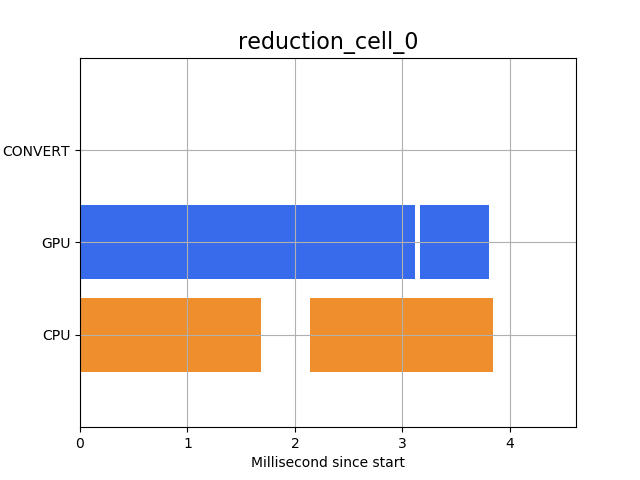 reduction_cell_0
CONVERT
GPU
CPU
0 1 2 3 4
Millisecond since start